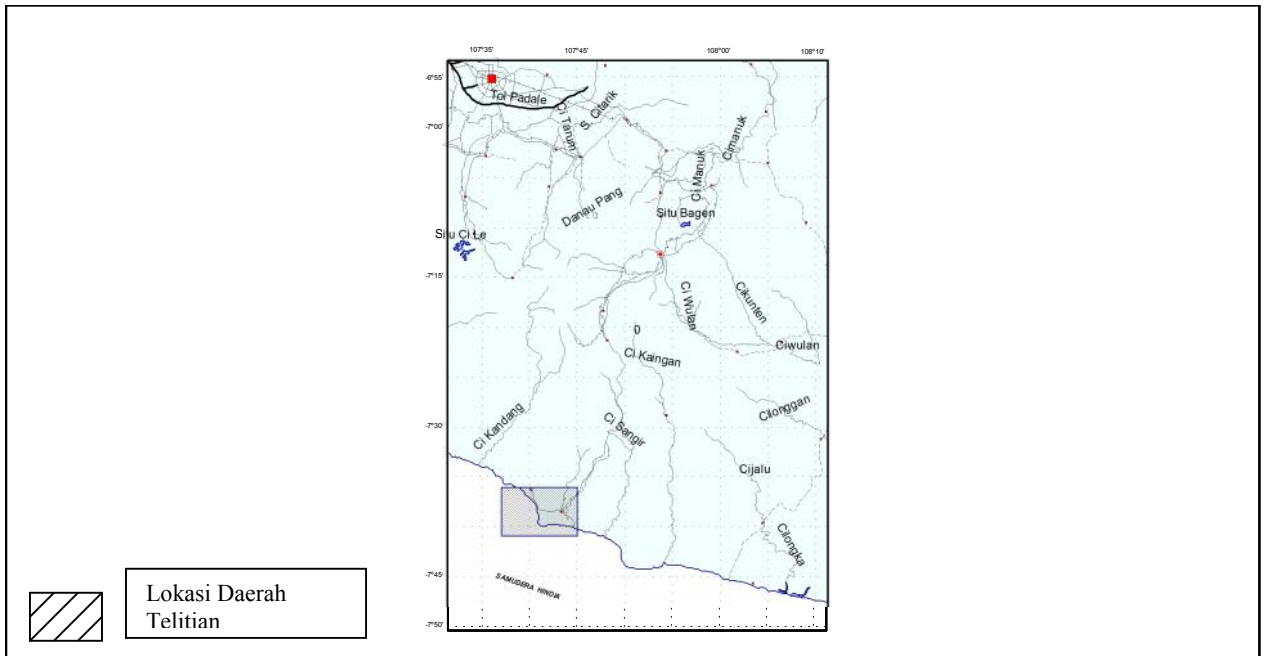 107°35' 107°45' 108°00' 108°10'
-6°55'
Tol Padale
Ci Tarum
S. Citarik
-7°00'
Cimanuk
Ci Manuk
Danau Pang
Situ Bagen
Situ Ci Le
-7°15'
Ci Wulan
Cikunten
0
Ciwulan
Ci Kaingan
Cilonggan
Ci Kandang
Ci Sangir
-7°30'
Cijalu
Cilongka
-7°45'
SAMUDERA HINDIA
-7°50'
Lokasi Daerah
Telitian